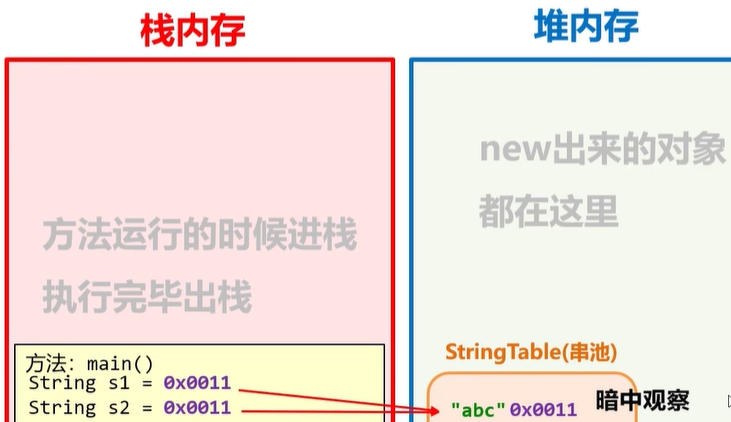 栈内存
堆内存
new出来的对象
都在这里
方法运行的时候进栈
执行完毕出栈
方法: main()
String s1 = 0x0011
String s2 = 0x0011
StringTable(串池)
"abc" 0x0011
暗中观察